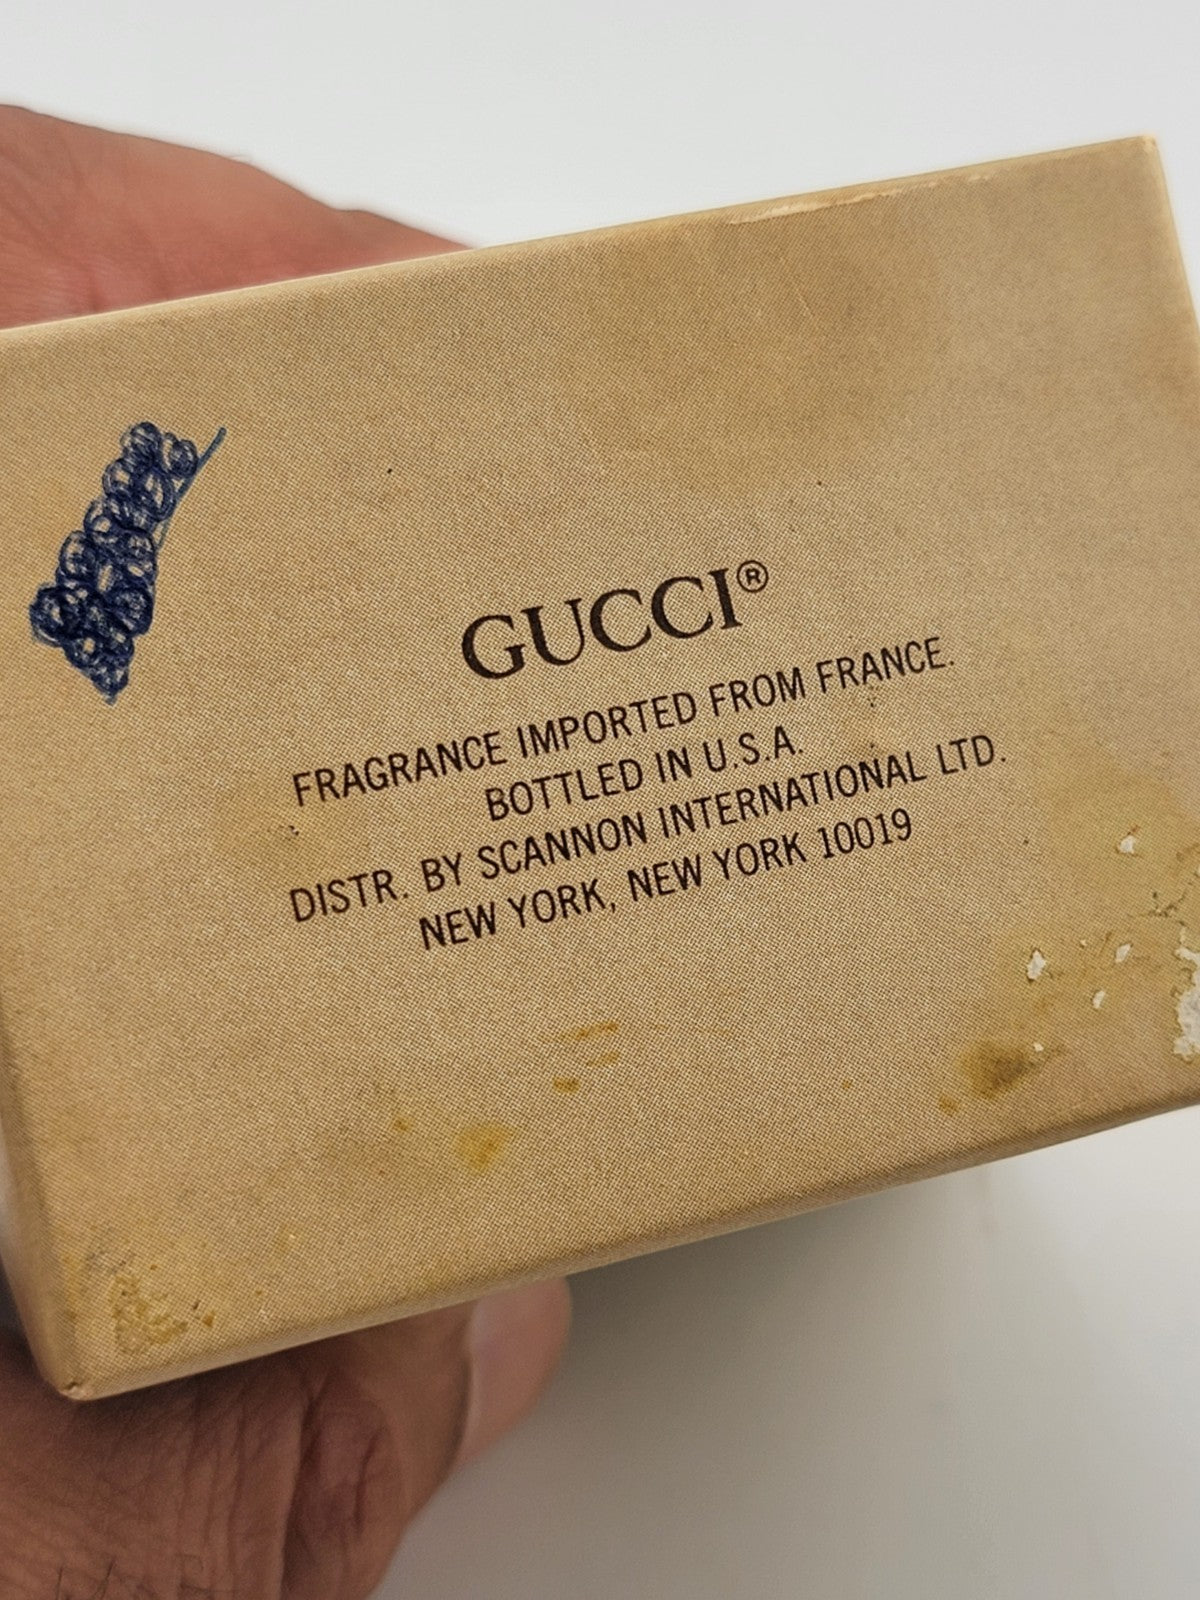 GUCCI®
FRAGRANCE IMPORTED FROM FRANCE.
BOTTLED IN U.S.A.
DISTR. BY SCANNON INTERNATIONAL LTD.
NEW YORK, NEW YORK 10019